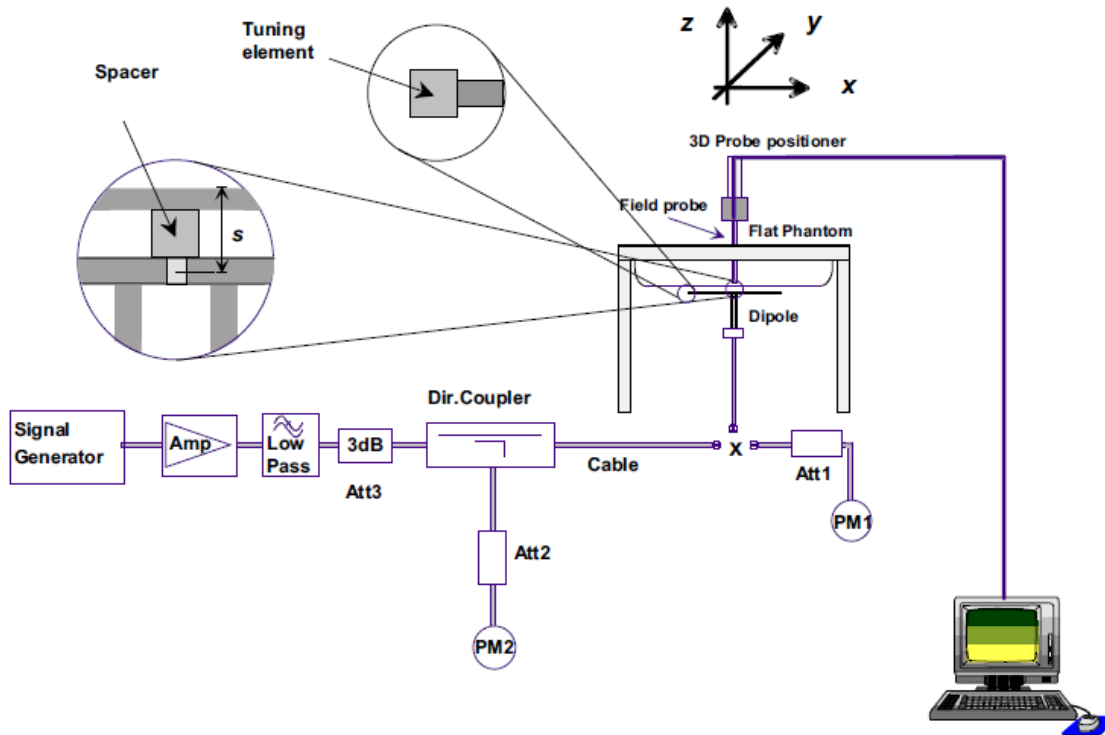 Tuning
element
Spacer
s
z
y
x
3D Probe positioner
Field probe
Flat Phantom
Dipole
Dir.Coupler
Signal
Generator
Amp
Low
Pass
3dB
Att3
Cable
X
Att1
PM1
Att2
PM2